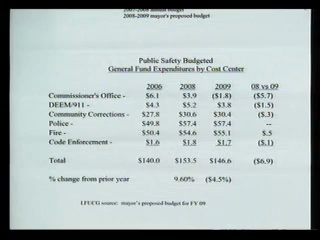 2007-2008 annual budget
2008-2009 mayor's proposed budget
Public Safety Budgeted
General Fund Expenditures by Cost Center
2006 2008 2009 08 vs 09
Commissioner's Office - $6.1 $3.9 ($1.8) ($5.7)
DEEM/911 - $4.3 $5.2 $3.8 ($1.5)
Community Corrections - $27.8 $30.6 $30.4 ($.3)
Police - $49.8 $57.4 $57.4 --
Fire - $50.4 $54.6 $55.1 $.5
Code Enforcement - $1.6 $1.8 $1.7 ($.1)
Total $140.0 $153.5 $146.6 ($6.9)
% change from prior year 9.60% ($4.5%)
LFUCG source: mayor's proposed budget for FY 09